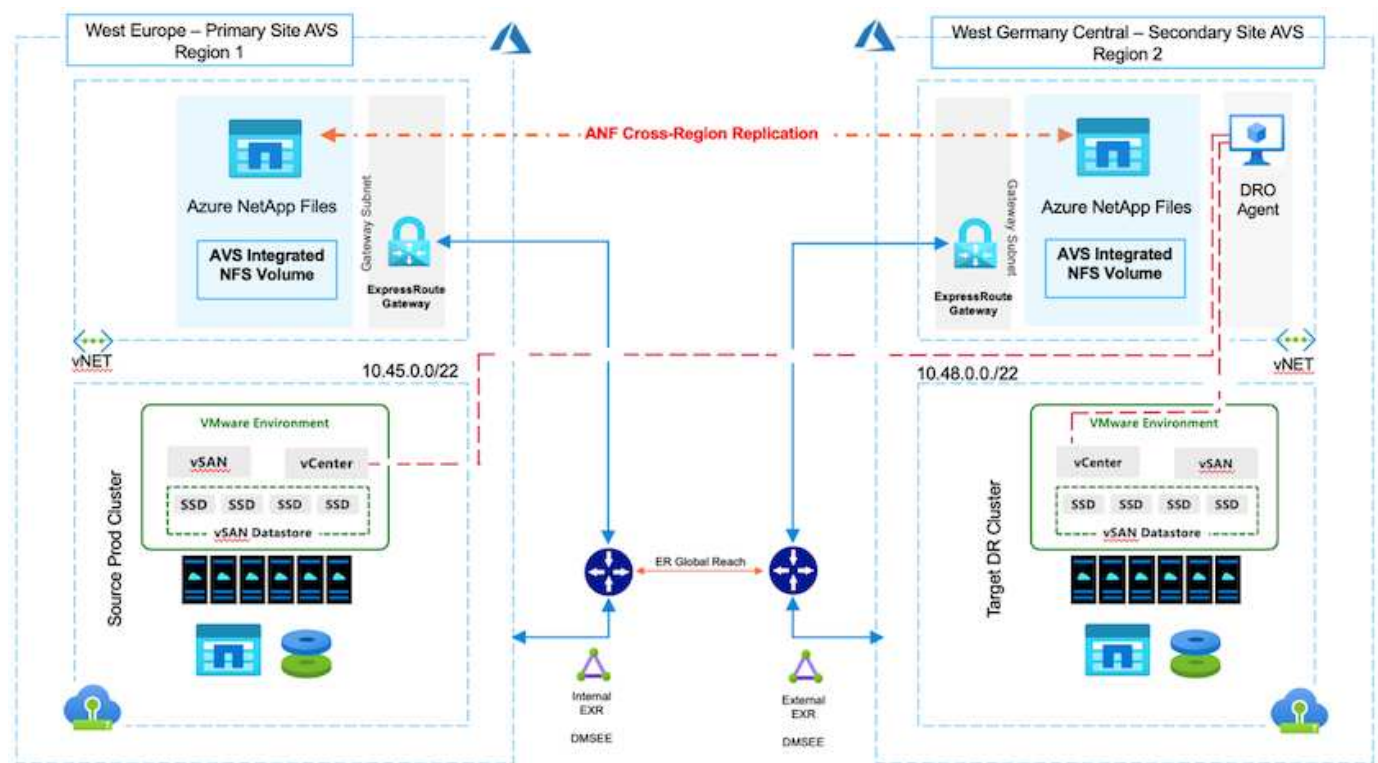 West Europe – Primary Site AVS
Region 1
West Germany Central – Secondary Site AVS
Region 2
ANF Cross-Region Replication
Azure NetApp Files
AVS Integrated
NFS Volume
Gateway Subnet
ExpressRoute
Gateway
Gateway Subnet
ExpressRoute
Gateway
Azure NetApp Files
AVS Integrated
NFS Volume
DRO
Agent
vNET
10.45.0.0/22
10.48.0.0./22
vNET
Source Prod Cluster
VMware Environment
vSAN
vCenter
SSD
SSD
SSD
SSD
vSAN Datastore
ER Global Reach
Internal
EXR
DMSEE
External
EXR
DMSEE
Target DR Cluster
VMware Environment
vCenter
vSAN
SSD
SSD
SSD
SSD
vSAN Datastore